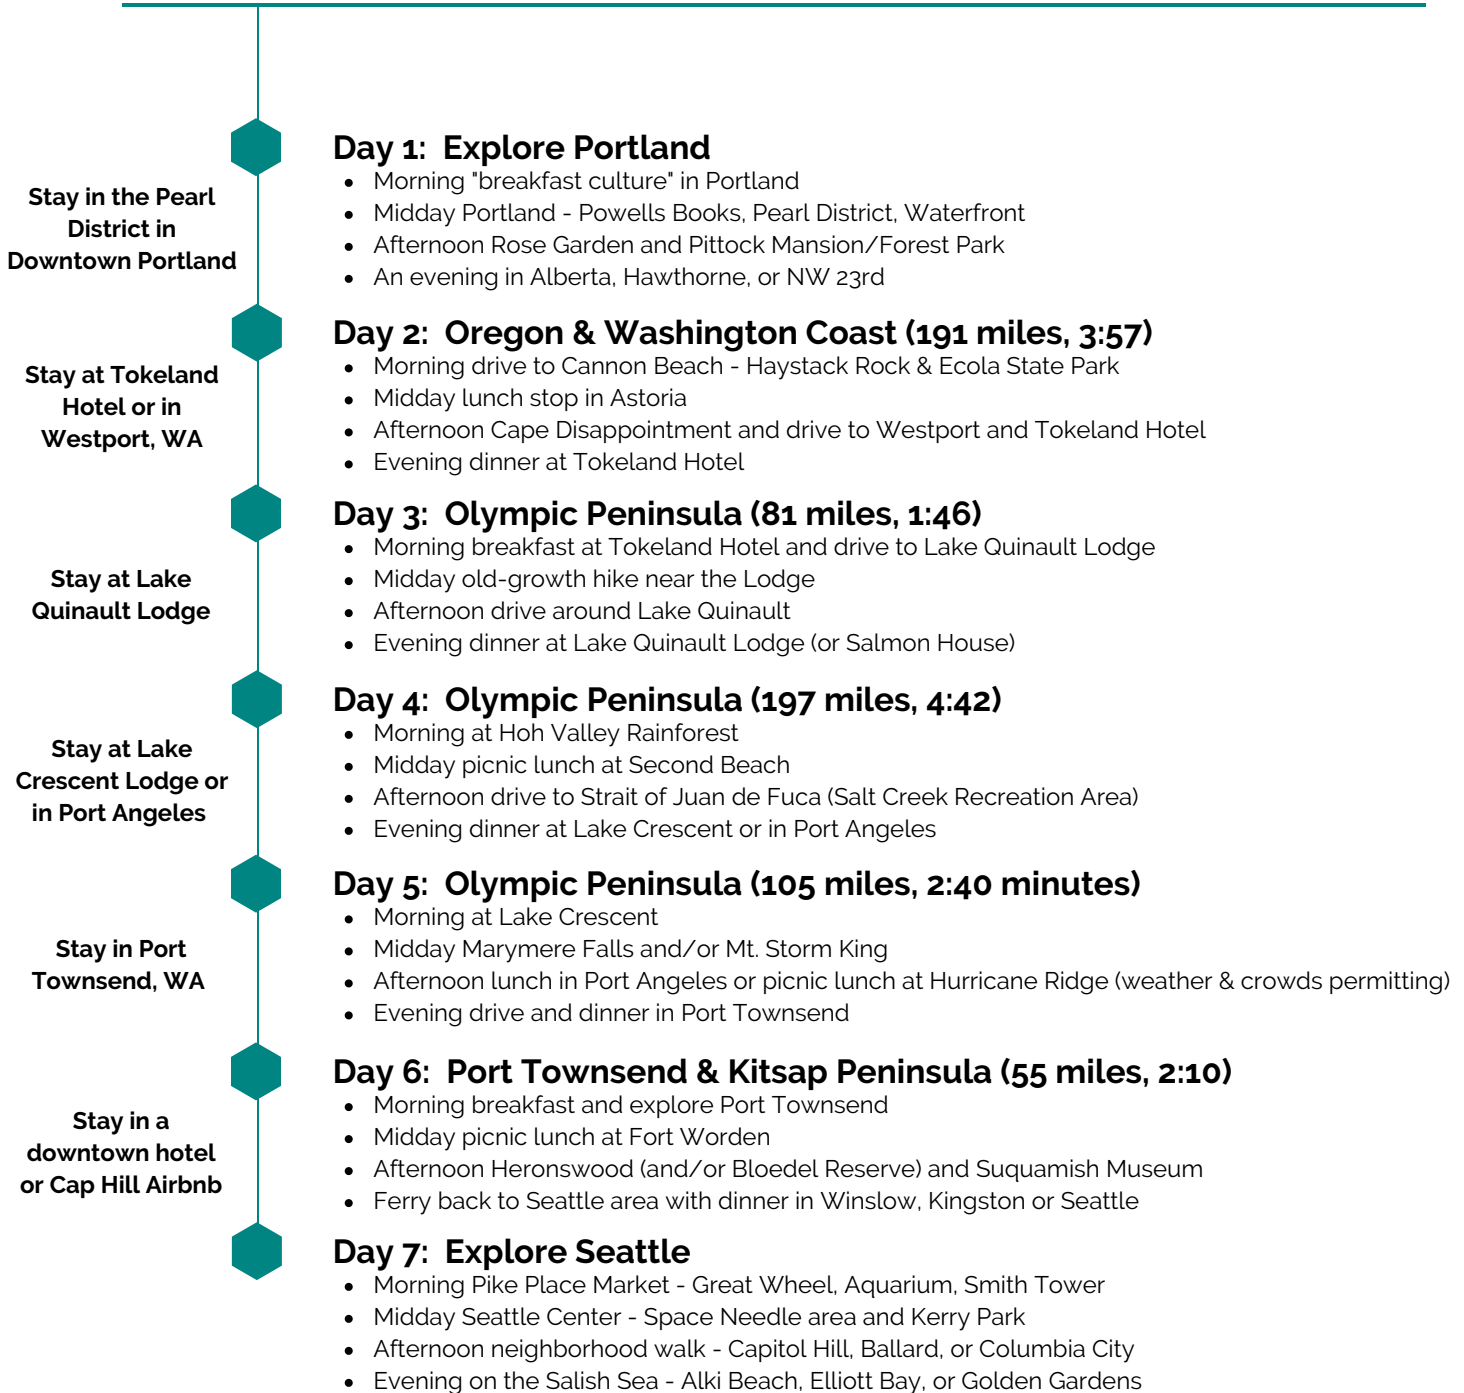 Day 1: Explore Portland
• Morning "breakfast culture" in Portland
• Midday Portland - Powells Books, Pearl District, Waterfront
• Afternoon Rose Garden and Pittock Mansion/Forest Park
• An evening in Alberta, Hawthorne, or NW 23rd
Stay in the Pearl
District in
Downtown Portland
Day 2: Oregon & Washington Coast (191 miles, 3:57)
• Morning drive to Cannon Beach - Haystack Rock & Ecola State Park
• Midday lunch stop in Astoria
• Afternoon Cape Disappointment and drive to Westport and Tokeland Hotel
• Evening dinner at Tokeland Hotel
Stay at Tokeland
Hotel or in
Westport, WA
Day 3: Olympic Peninsula (81 miles, 1:46)
• Morning breakfast at Tokeland Hotel and drive to Lake Quinault Lodge
• Midday old-growth hike near the Lodge
• Afternoon drive around Lake Quinault
• Evening dinner at Lake Quinault Lodge (or Salmon House)
Stay at Lake
Quinault Lodge
Day 4: Olympic Peninsula (197 miles, 4:42)
• Morning at Hoh Valley Rainforest
• Midday picnic lunch at Second Beach
• Afternoon drive to Strait of Juan de Fuca (Salt Creek Recreation Area)
• Evening dinner at Lake Crescent or in Port Angeles
Stay at Lake
Crescent Lodge or
in Port Angeles
Day 5: Olympic Peninsula (105 miles, 2:40 minutes)
• Morning at Lake Crescent
• Midday Marymere Falls and/or Mt. Storm King
• Afternoon lunch in Port Angeles or picnic lunch at Hurricane Ridge (weather & crowds permitting)
• Evening drive and dinner in Port Townsend
Stay in Port
Townsend, WA
Day 6: Port Townsend & Kitsap Peninsula (55 miles, 2:10)
• Morning breakfast and explore Port Townsend
• Midday picnic lunch at Fort Worden
• Afternoon Heronswood (and/or Bloedel Reserve) and Suquamish Museum
• Ferry back to Seattle area with dinner in Winslow, Kingston or Seattle
Stay in a
downtown hotel
or Cap Hill Airbnb
Day 7: Explore Seattle
• Morning Pike Place Market - Great Wheel, Aquarium, Smith Tower
• Midday Seattle Center - Space Needle area and Kerry Park
• Afternoon neighborhood walk - Capitol Hill, Ballard, or Columbia City
• Evening on the Salish Sea - Alki Beach, Elliott Bay, or Golden Gardens